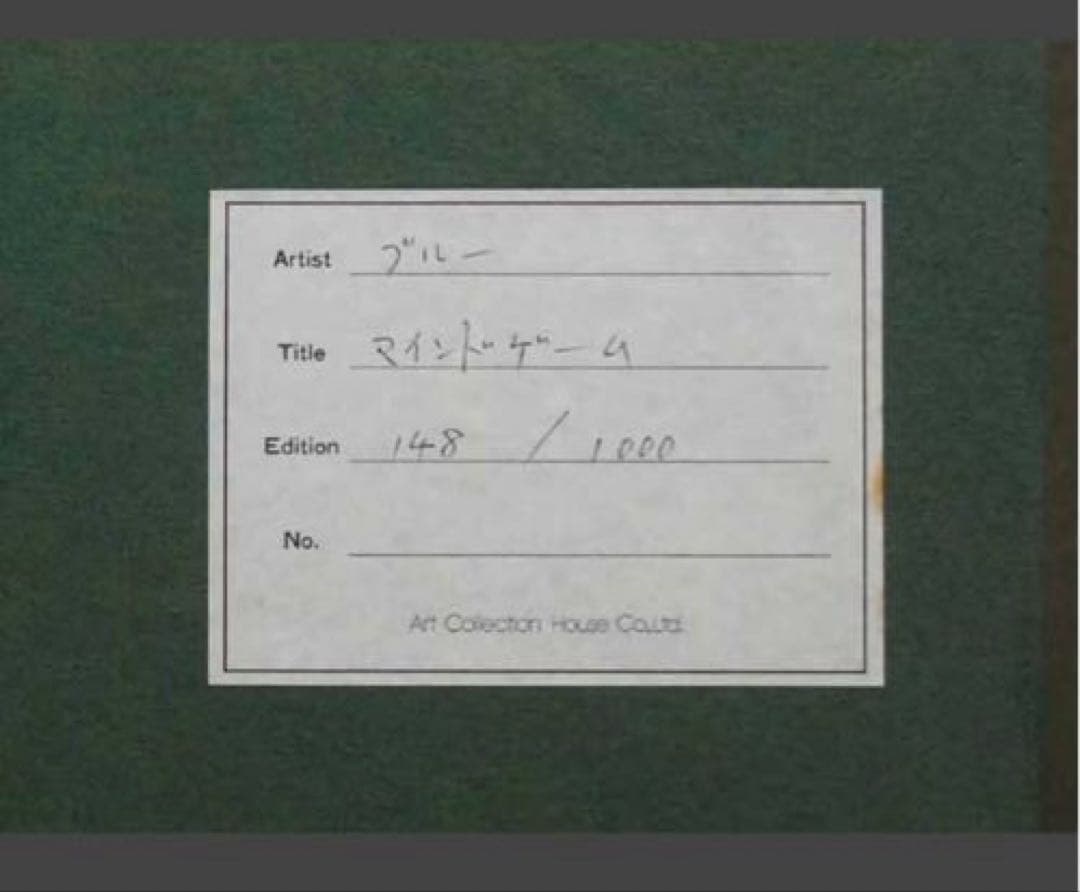 Artist ブルー
Title マインドゲーム
Edition 148 / 1000
No.
Art Collection House Co.,Ltd.